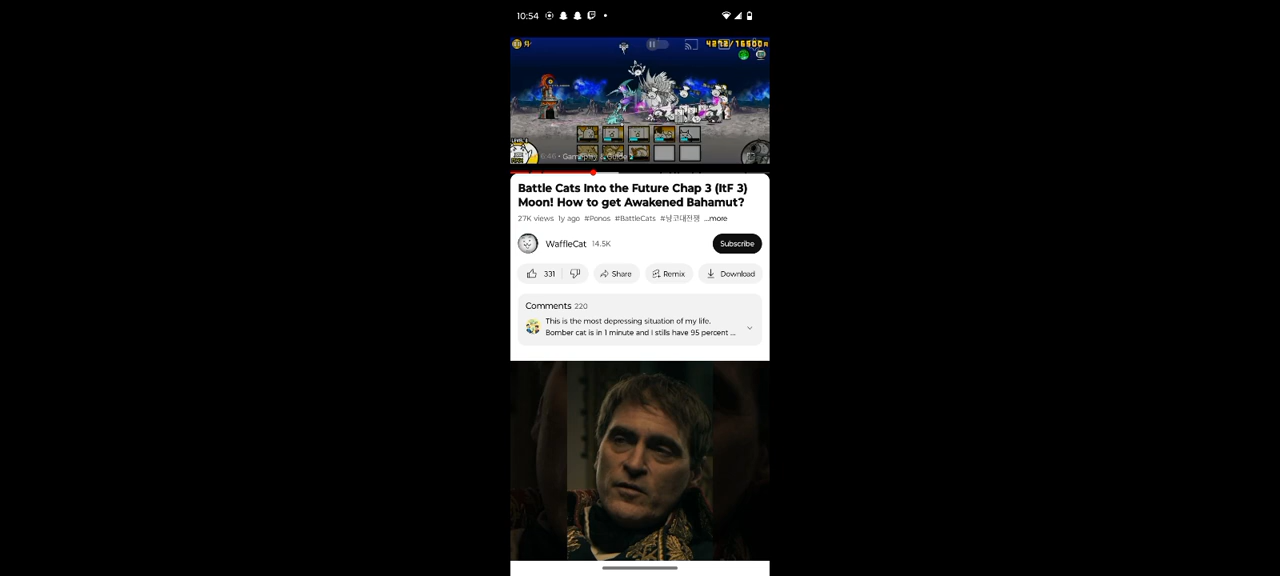 10:54
LEVEL
Gameplay & Guide
Battle Cats Into the Future Chap 3 (ItF 3)
Moon! How to get Awakened Bahamut?
27K views 1y ago #Ponos #BattleCats #냥코대전쟁 ...more
WaffleCat 14.5K
Subscribe
331
Share
Remix
Download
Comments 220
This is the most depressing situation of my life.
Bomber cat is in 1 minute and I stills have 95 percent ...